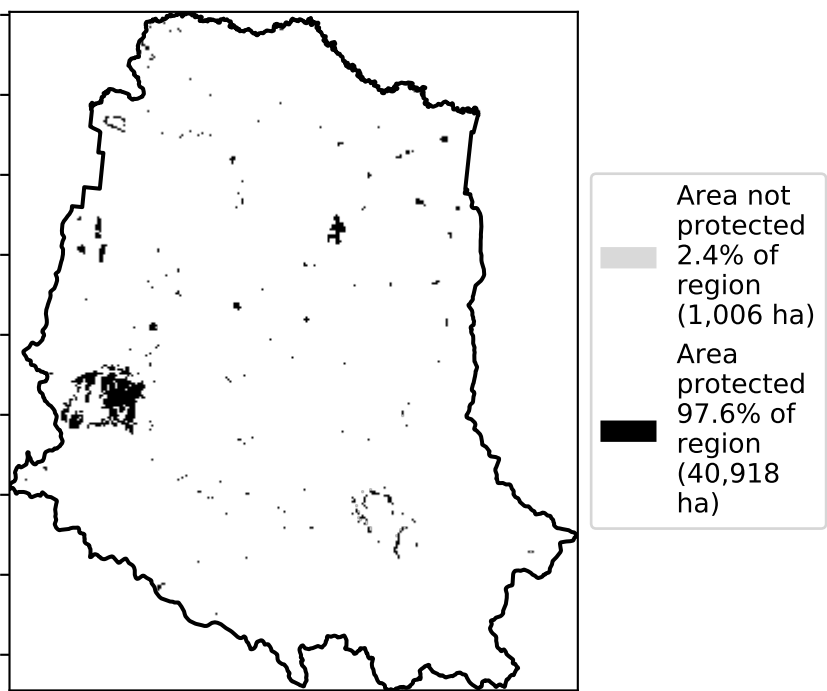 Area not
protected
2.4% of
region
(1,006 ha)
Area
protected
97.6% of
region
(40,918
ha)